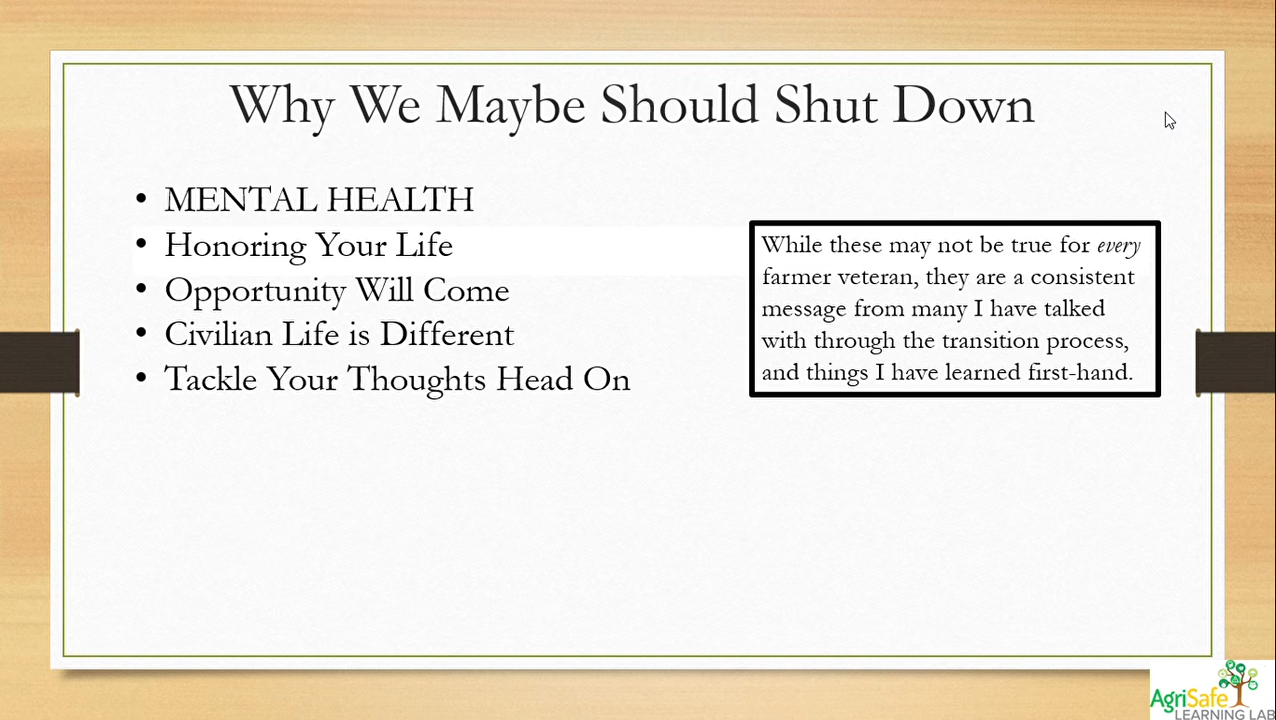 Why We Maybe Should Shut Down
• MENTAL HEALTH
• Honoring Your Life
• Opportunity Will Come
• Civilian Life is Different
• Tackle Your Thoughts Head On
While these may not be true for every
farmer veteran, they are a consistent
message from many I have talked
with through the transition process,
and things I have learned first-hand.
AgriSafe
LEARNING LAB